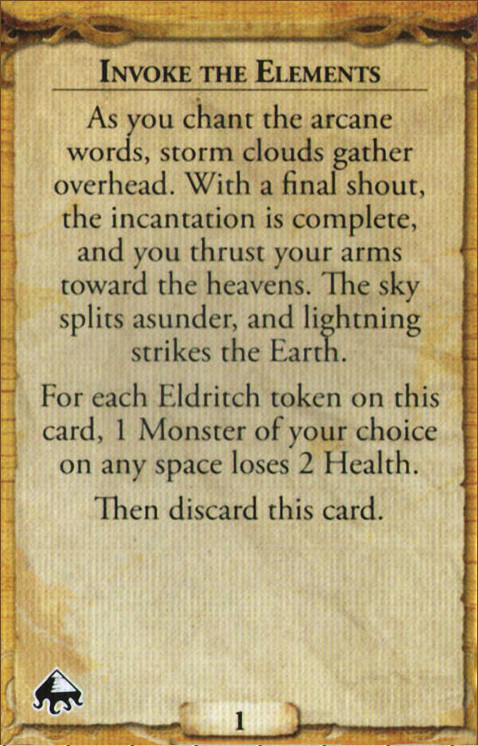 INVOKE THE ELEMENTS
As you chant the arcane
words, storm clouds gather
overhead. With a final shout,
the incantation is complete,
and you thrust your arms
toward the heavens. The sky
splits asunder, and lightning
strikes the Earth.
For each Eldritch token on this
card, 1 Monster of your choice
on any space loses 2 Health.
Then discard this card.
1